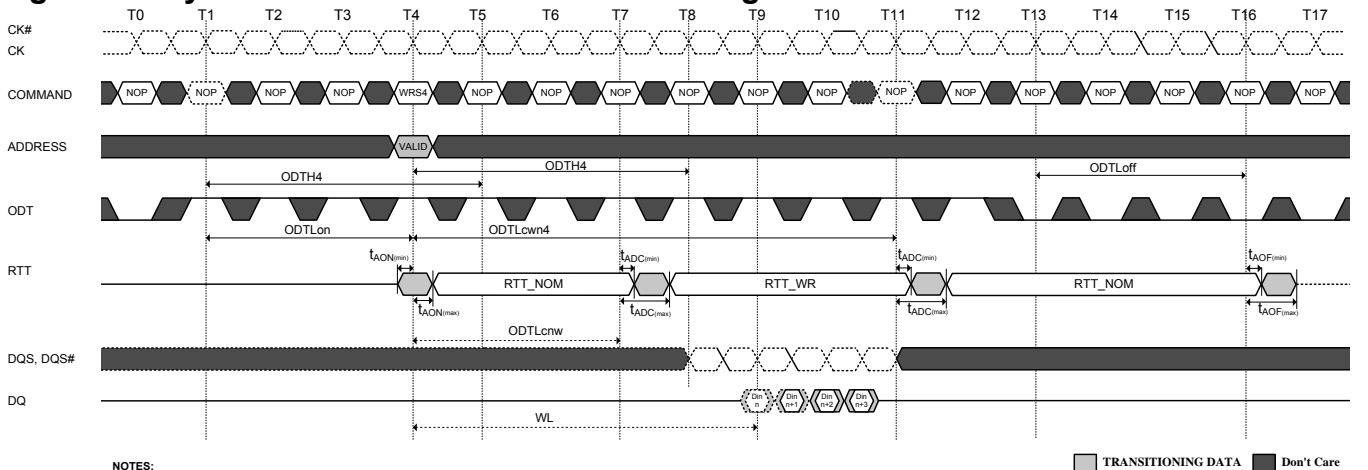 T0 T1 T2 T3 T4 T5 T6 T7 T8 T9 T10 T11 T12 T13 T14 T15 T16 T17
CK#
CK
COMMAND NOP NOP NOP NOP WRS4 NOP NOP NOP NOP NOP NOP NOP NOP NOP NOP NOP NOP NOP
ADDRESS VALID
ODTH4 ODTH4 ODTLoff
ODT
ODTLon ODTLcwn4
tAON(min) tADC(min) tADC(min) tAOF(min)
RTT RTT_NOM RTT_WR RTT_NOM
tAON(max) tADC(max) tADC(max) tAOF(max)
ODTLcnw
DQS, DQS#
DQ Din n Din n+1 Din n+2 Din n+3
WL
NOTES:
TRANSITIONING DATA Don't Care